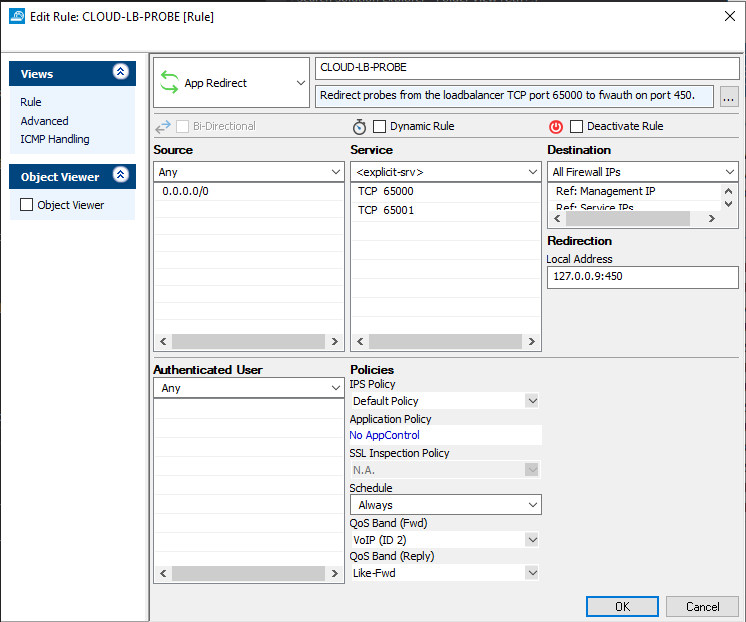 Edit Rule: CLOUD-LB-PROBE [Rule]
Views
Rule
Advanced
ICMP Handling
Object Viewer
Object Viewer
App Redirect
CLOUD-LB-PROBE
Redirect probes from the loadbalancer TCP port 65000 to fwauth on port 450.
...
Bi-Directional
Dynamic Rule
Deactivate Rule
Source
Any
0.0.0.0/0
Service
<explicit-srv>
TCP 65000
TCP 65001
Destination
All Firewall IPs
Ref: Management IP
Ref: Service IPs
Redirection
Local Address
127.0.0.9:450
Authenticated User
Any
Policies
IPS Policy
Default Policy
Application Policy
No AppControl
SSL Inspection Policy
N.A.
Schedule
Always
QoS Band (Fwd)
VoIP (ID 2)
QoS Band (Reply)
Like-Fwd
OK
Cancel